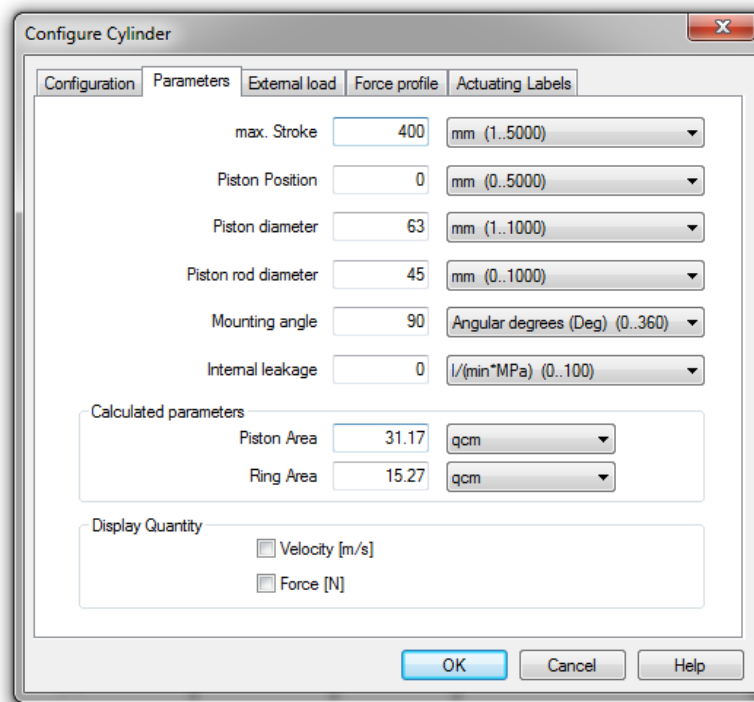 Configure Cylinder
Configuration Parameters External load Force profile Actuating Labels
max. Stroke 400 mm (1..5000)
Piston Position 0 mm (0..5000)
Piston diameter 63 mm (1..1000)
Piston rod diameter 45 mm (0..1000)
Mounting angle 90 Angular degrees (Deg) (0..360)
Internal leakage 0 l/(min*MPa) (0..100)
Calculated parameters
Piston Area 31.17 qcm
Ring Area 15.27 qcm
Display Quantity
Velocity [m/s]
Force [N]
OK Cancel Help